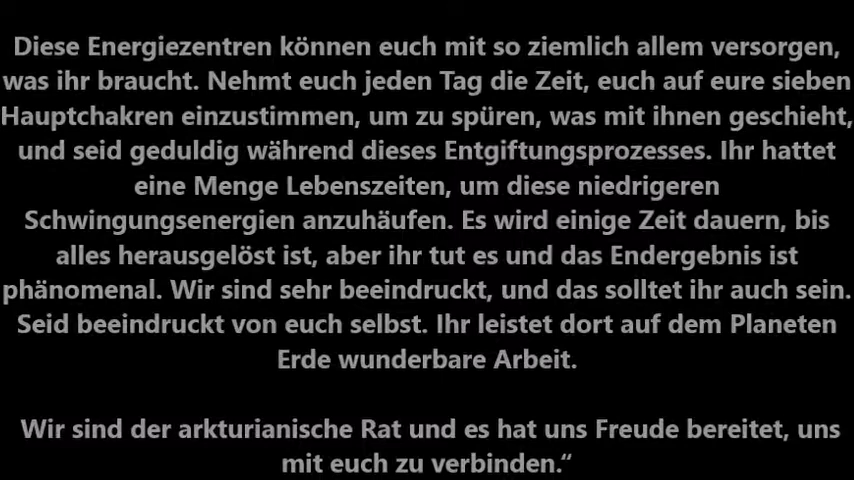 Diese Energiezentren können euch mit so ziemlich allem versorgen,
was ihr braucht. Nehmt euch jeden Tag die Zeit, euch auf eure sieben
Hauptchakren einzustimmen, um zu spüren, was mit ihnen geschieht,
und seid geduldig während dieses Entgiftungsprozesses. Ihr hattet
eine Menge Lebenszeiten, um diese niedrigeren
Schwingungsenergien anzuhäufen. Es wird einige Zeit dauern, bis
alles herausgelöst ist, aber ihr tut es und das Endergebnis ist
phänomenal. Wir sind sehr beeindruckt, und das solltet ihr auch sein.
Seid beeindruckt von euch selbst. Ihr leistet dort auf dem Planeten
Erde wunderbare Arbeit.
Wir sind der arkturianische Rat und es hat uns Freude bereitet, uns
mit euch zu verbinden.“